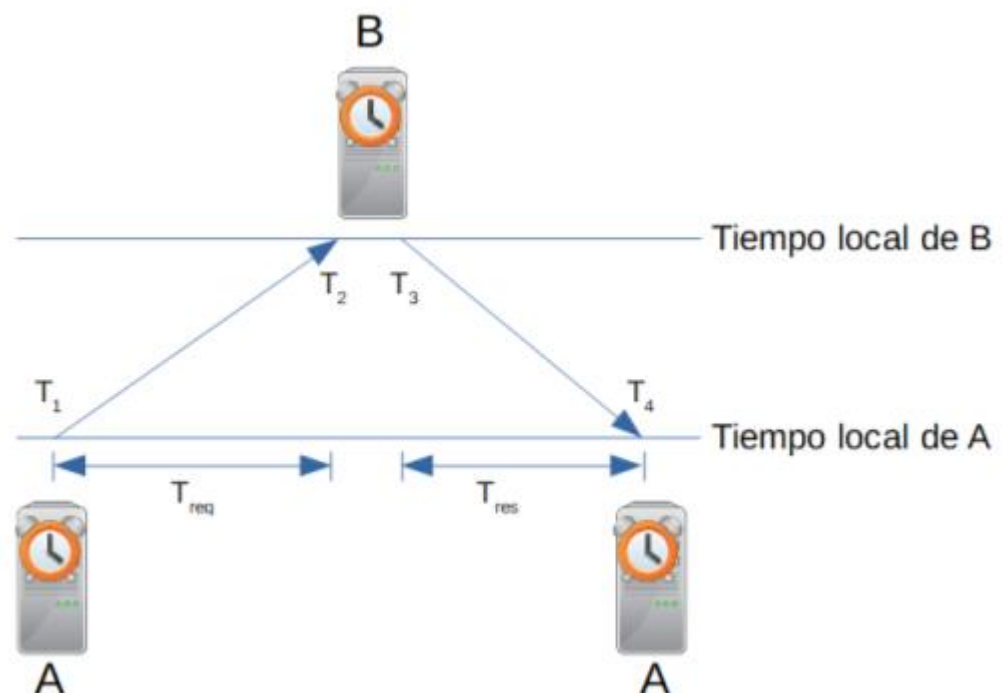 B
Tiempo local de B
T2 T3
T1 T4
Tiempo local de A
Treq Tres
A A